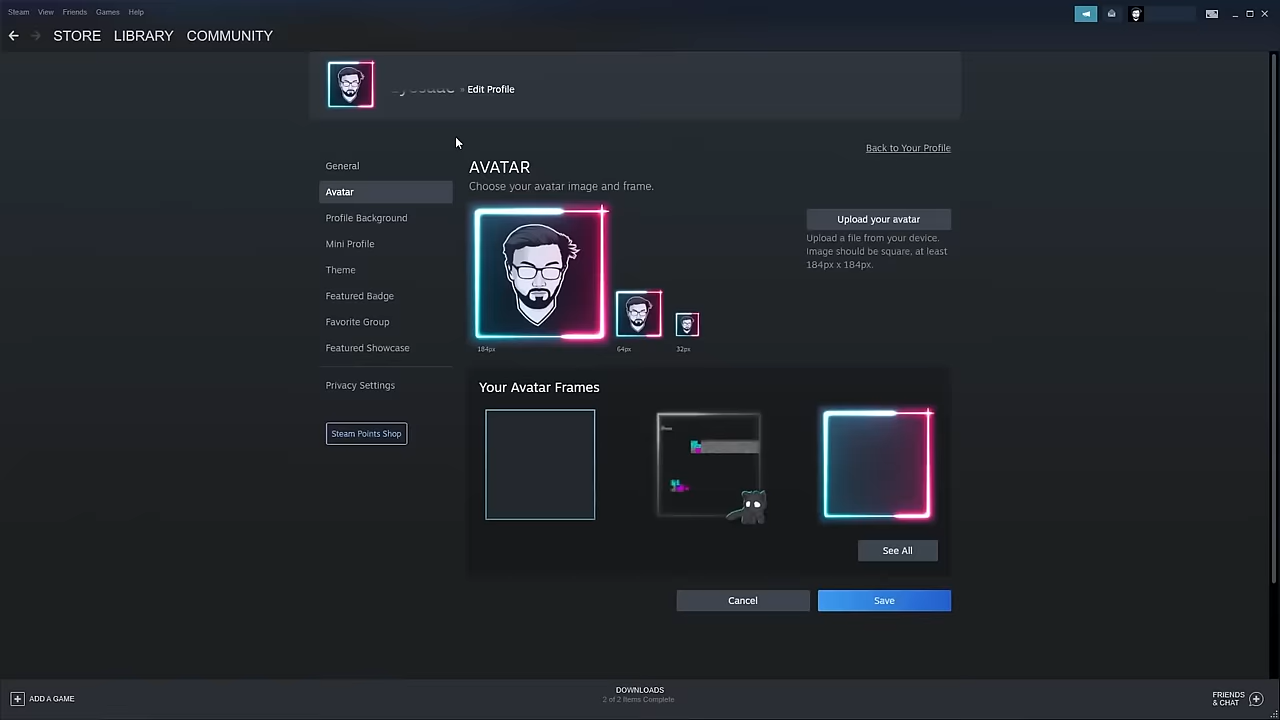 Steam View Friends Games Help
STORE LIBRARY COMMUNITY
» Edit Profile
Back to Your Profile
General
Avatar
Profile Background
Mini Profile
Theme
Featured Badge
Favorite Group
Featured Showcase
Privacy Settings
Steam Points Shop
AVATAR
Choose your avatar image and frame.
184px
64px
32px
Upload your avatar
Upload a file from your device.
Image should be square, at least
184px x 184px.
Your Avatar Frames
See All
Cancel
Save
ADD A GAME
DOWNLOADS
2 of 2 Items Complete
FRIENDS
& CHAT